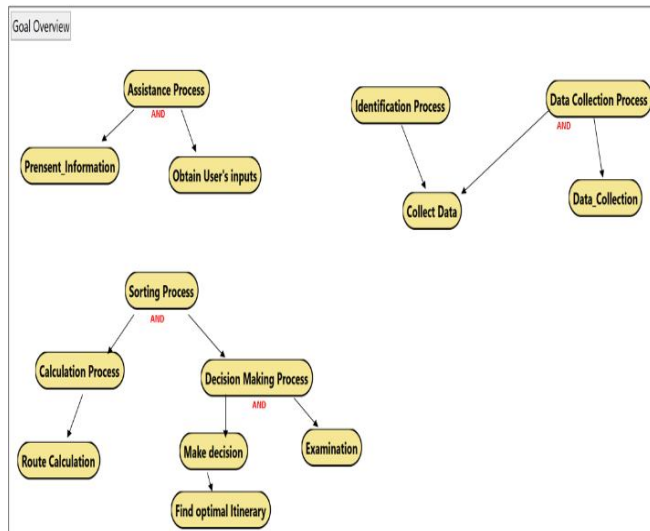 Goal Overview
Assistance Process
AND
Prensent_Information
Obtain User's inputs
Identification Process
Data Collection Process
AND
Collect Data
Data_Collection
Sorting Process
AND
Calculation Process
Decision Making Process
AND
Route Calculation
Make decision
Examination
Find optimal Itinerary